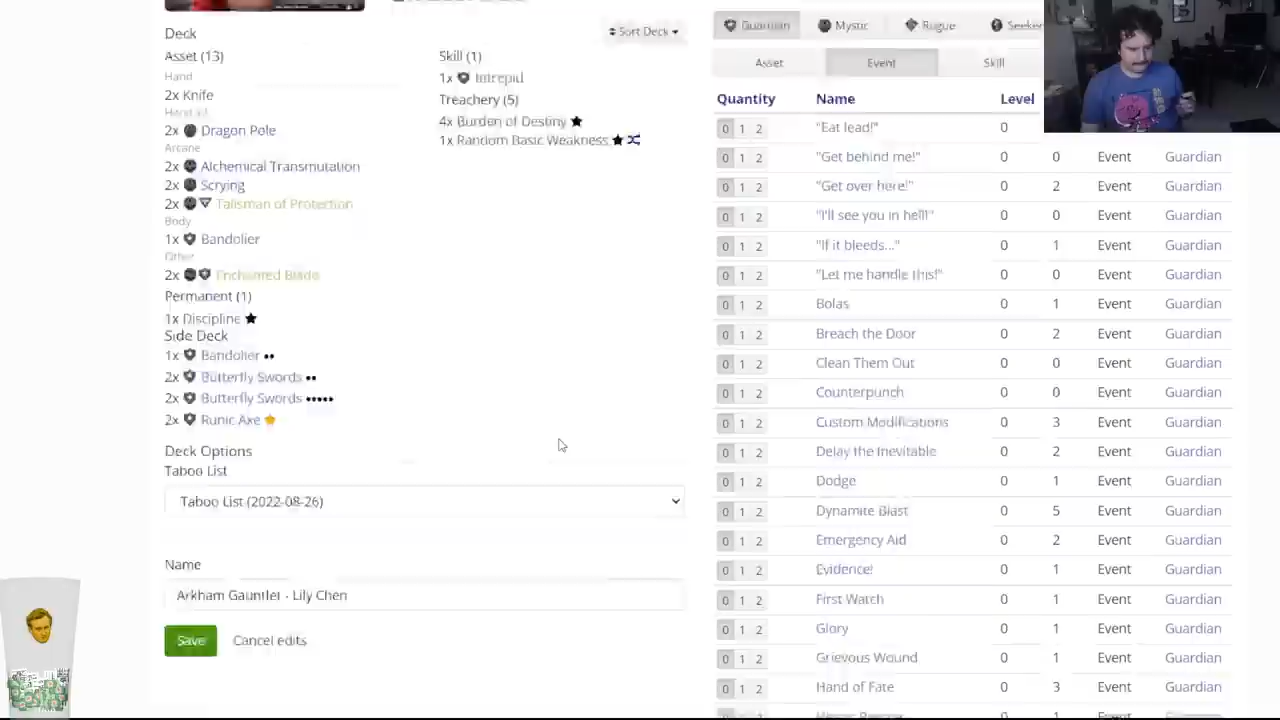 Deck
Sort Deck
Asset (13)
Hand
2x Knife
Hand x2
2x Dragon Pole
Arcane
2x Alchemical Transmutation
2x Scrying
2x Talisman of Protection
Body
1x Bandolier
Other
2x Enchanted Blade
Permanent (1)
1x Discipline
Side Deck
1x Bandolier
2x Butterfly Swords
2x Butterfly Swords
2x Runic Axe
Skill (1)
1x Intrepid
Treachery (5)
4x Burden of Destiny
1x Random Basic Weakness
Deck Options
Taboo List
Taboo List (2022-08-26)
Name
Arkham Gauntlet - Lily Chen
Save Cancel edits
Guardian Mystic Rogue Seeker
Asset Event Skill
Quantity Name Level
0 1 2 "Eat lead!" 0
0 1 2 "Get behind me!" 0 0 Event Guardian
0 1 2 "Get over here!" 0 2 Event Guardian
0 1 2 "I'll see you in hell!" 0 0 Event Guardian
0 1 2 "If it bleeds..." 0 1 Event Guardian
0 1 2 "Let me handle this!" 0 0 Event Guardian
0 1 2 Bolas 0 1 Event Guardian
0 1 2 Breach the Door 0 2 Event Guardian
0 1 2 Clean Them Out 0 0 Event Guardian
0 1 2 Counterpunch 0 0 Event Guardian
0 1 2 Custom Modifications 0 3 Event Guardian
0 1 2 Delay the Inevitable 0 2 Event Guardian
0 1 2 Dodge 0 1 Event Guardian
0 1 2 Dynamite Blast 0 5 Event Guardian
0 1 2 Emergency Aid 0 2 Event Guardian
0 1 2 Evidence! 0 1 Event Guardian
0 1 2 First Watch 0 1 Event Guardian
0 1 2 Glory 0 1 Event Guardian
0 1 2 Grievous Wound 0 1 Event Guardian
0 1 2 Hand of Fate 0 3 Event Guardian